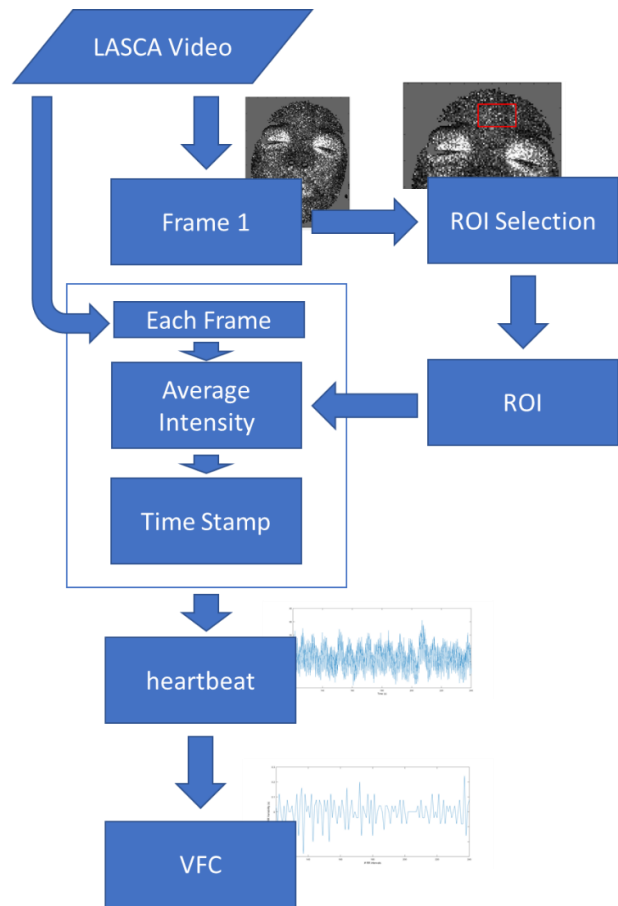 LASCA Video
Frame 1
ROI Selection
Each Frame
Average
Intensity
ROI
Time Stamp
heartbeat
VFC